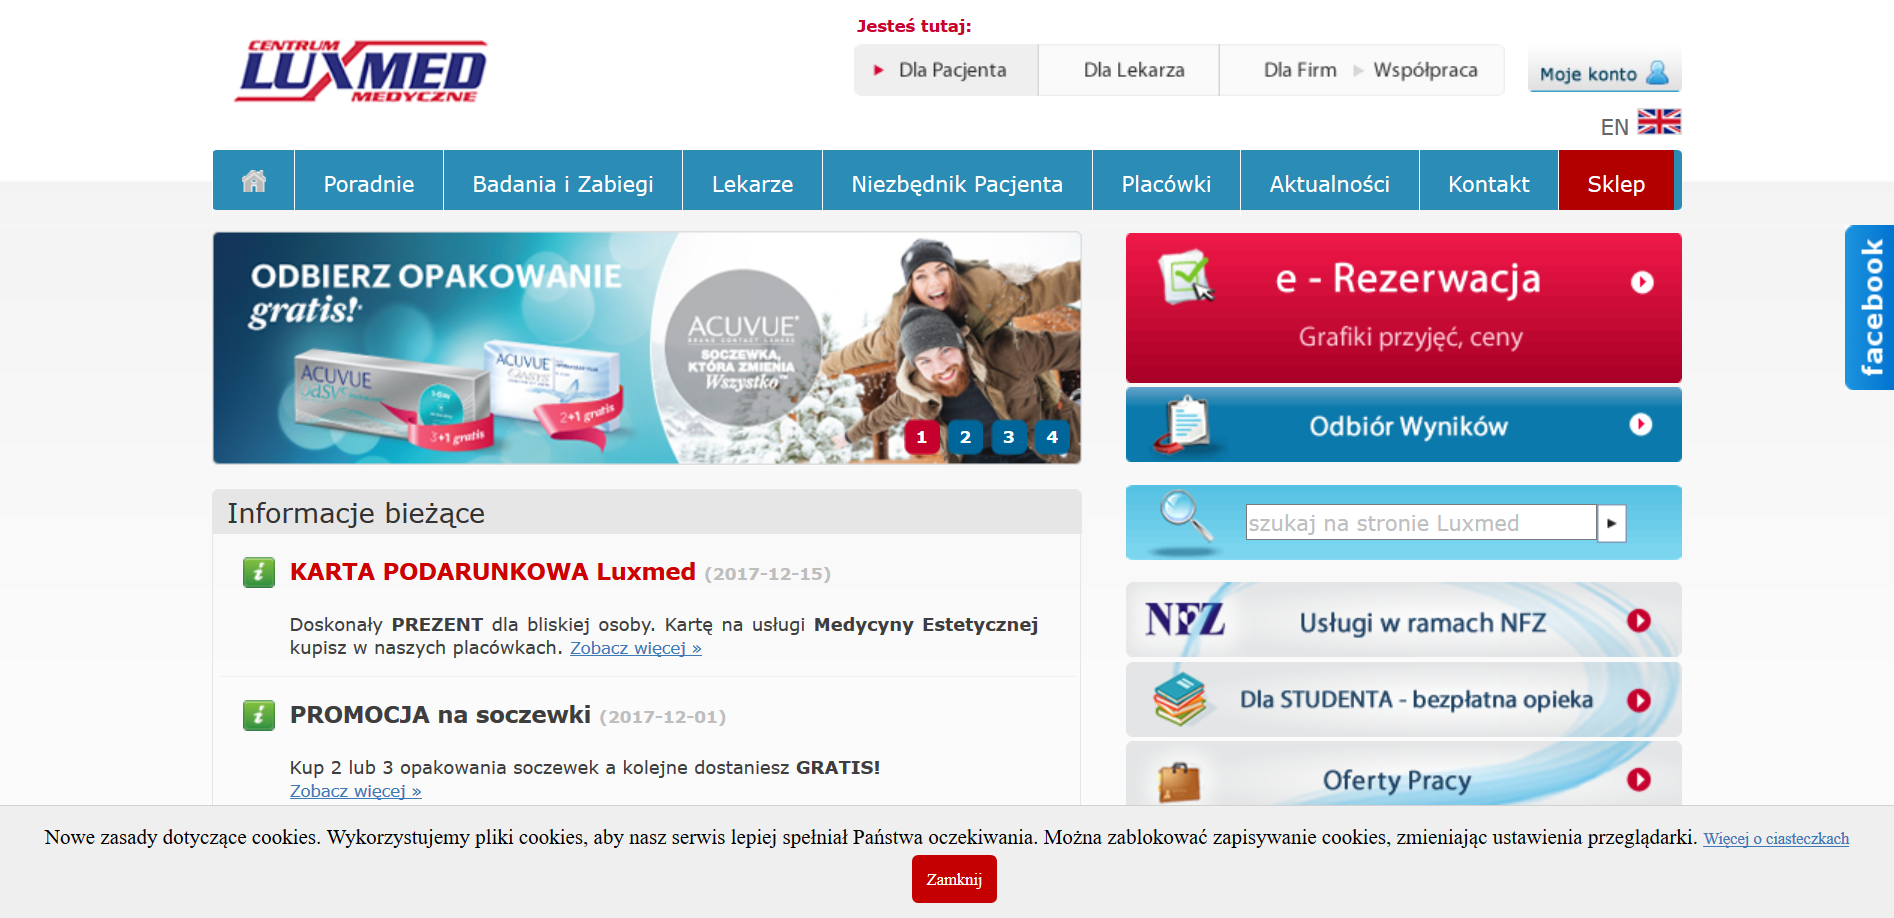 CENTRUM
LUXMED
MEDYCZNE
Jesteś tutaj:
Dla Pacjenta
Dla Lekarza
Dla Firm
Współpraca
Moje konto
EN
Poradnie
Badania i Zabiegi
Lekarze
Niezbędnik Pacjenta
Placówki
Aktualności
Kontakt
Sklep
ODBIERZ OPAKOWANIE
gratis!*
ACUVUE
OASYS
3+1 gratis
ACUVUE
OASYS
2+1 gratis
ACUVUE®
BRAND CONTACT LENSES
SOCZEWKA,
KTÓRA ZMIENIA
Wszystko™
1 2 3 4
e - Rezerwacja
Grafiki przyjęć, ceny
Odbiór Wyników
szukaj na stronie Luxmed
NFZ
Usługi w ramach NFZ
Dla STUDENTA - bezpłatna opieka
Oferty Pracy
facebook
Informacje bieżące
KARTA PODARUNKOWA Luxmed (2017-12-15)
Doskonały PREZENT dla bliskiej osoby. Kartę na usługi Medycyny Estetycznej
kupisz w naszych placówkach. Zobacz więcej »
PROMOCJA na soczewki (2017-12-01)
Kup 2 lub 3 opakowania soczewek a kolejne dostaniesz GRATIS!
Zobacz więcej »
Nowe zasady dotyczące cookies. Wykorzystujemy pliki cookies, aby nasz serwis lepiej spełniał Państwa oczekiwania. Można zablokować zapisywanie cookies, zmieniając ustawienia przeglądarki. Więcej o ciasteczkach
Zamknij